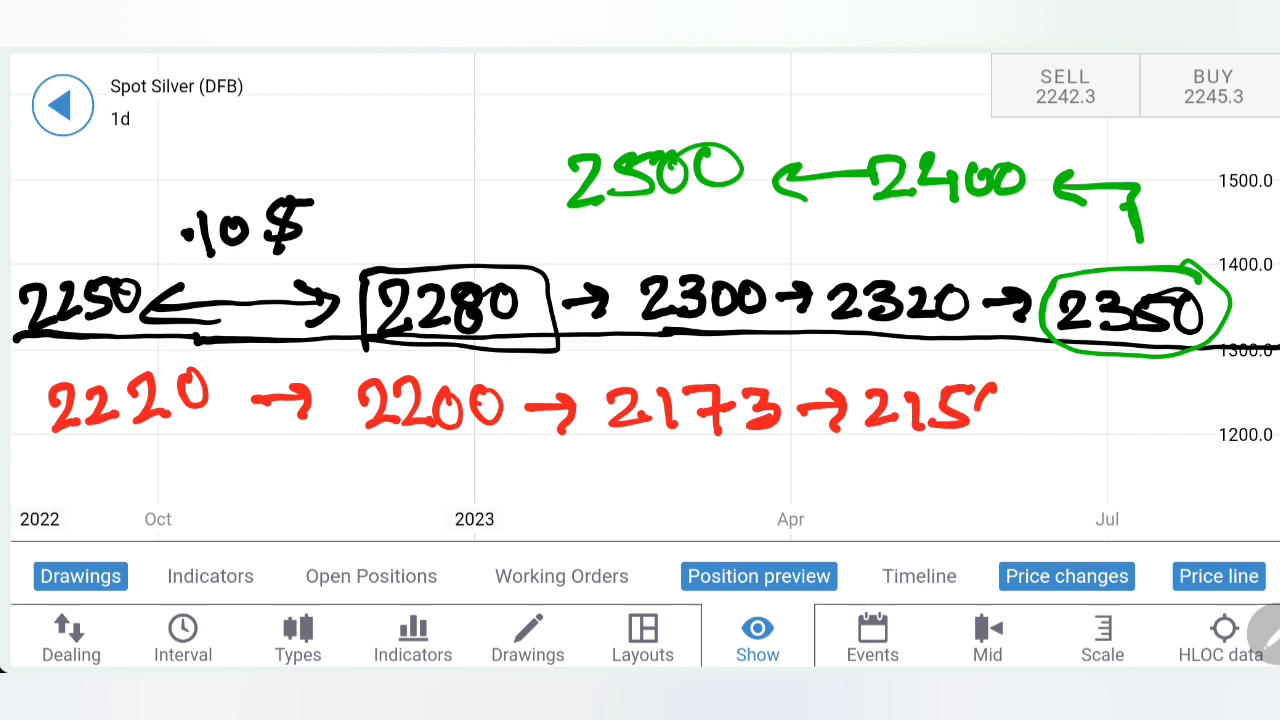 Spot Silver (DFB)
1d
SELL
2242.3
BUY
2245.3
2500 ← 2400 ←
1500.0
.10 $
1400.0
2250 ↔ 2280 → 2300 → 2320 → 2350
1300.0
2220 → 2200 → 2173 → 215
1200.0
2022 Oct 2023 Apr Jul
Drawings Indicators Open Positions Working Orders Position preview Timeline Price changes Price line
Dealing Interval Types Indicators Drawings Layouts Show Events Mid Scale HLOC data